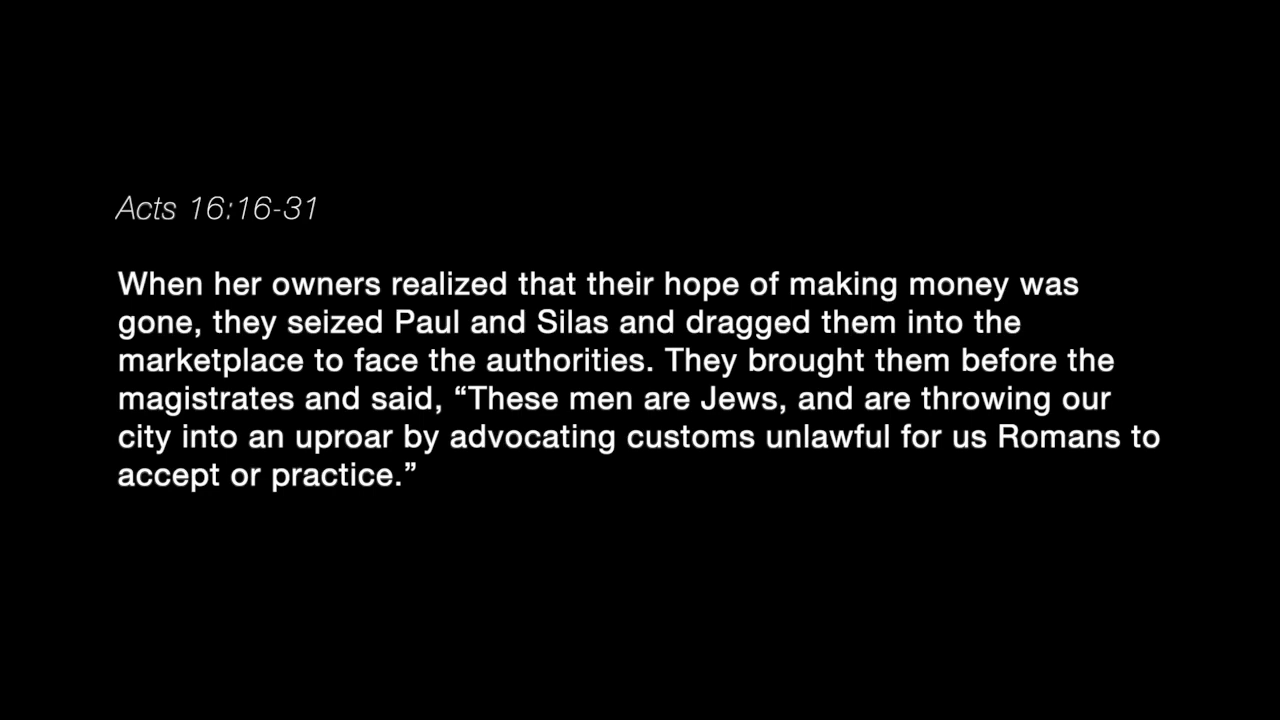 Acts 16:16-31
When her owners realized that their hope of making money was
gone, they seized Paul and Silas and dragged them into the
marketplace to face the authorities. They brought them before the
magistrates and said, “These men are Jews, and are throwing our
city into an uproar by advocating customs unlawful for us Romans to
accept or practice.”